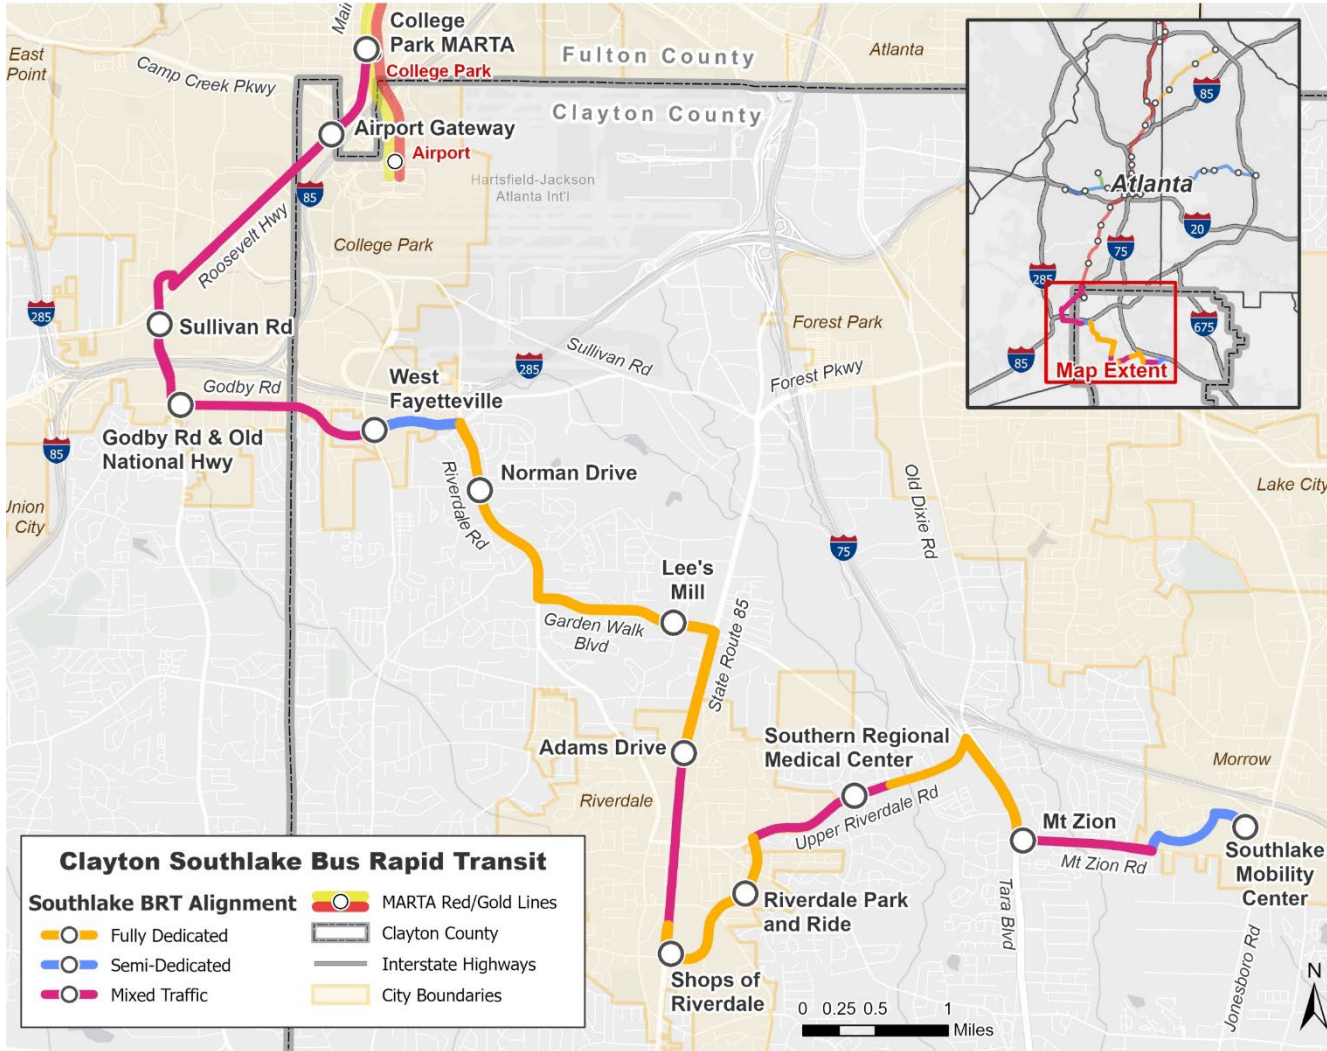 College
Park MARTA
College Park
Main
East
Point
Camp Creek Pkwy
Fulton County
Clayton County
Atlanta
Airport Gateway
Airport
85
Hartsfield-Jackson
Atlanta Int'l
Roosevelt Hwy
College Park
285
Sullivan Rd
Godby Rd
West
Fayetteville
285
Sullivan Rd
Forest Park
Forest Pkwy
Godby Rd & Old
National Hwy
85
Union
City
Riverdale Rd
Norman Drive
Old Dixie Rd
Lake City
75
Lee's
Mill
Garden Walk
Blvd
State Route 85
Adams Drive
Riverdale
Southern Regional
Medical Center
Upper Riverdale Rd
Morrow
Mt Zion
Mt Zion Rd
Southlake
Mobility
Center
Tara Blvd
Jonesboro Rd
Riverdale Park
and Ride
Shops of
Riverdale
85
Atlanta
20
75
285
675
85
Map Extent
Clayton Southlake Bus Rapid Transit
Southlake BRT Alignment
Fully Dedicated
Semi-Dedicated
Mixed Traffic
MARTA Red/Gold Lines
Clayton County
Interstate Highways
City Boundaries
0 0.25 0.5 1
Miles
N